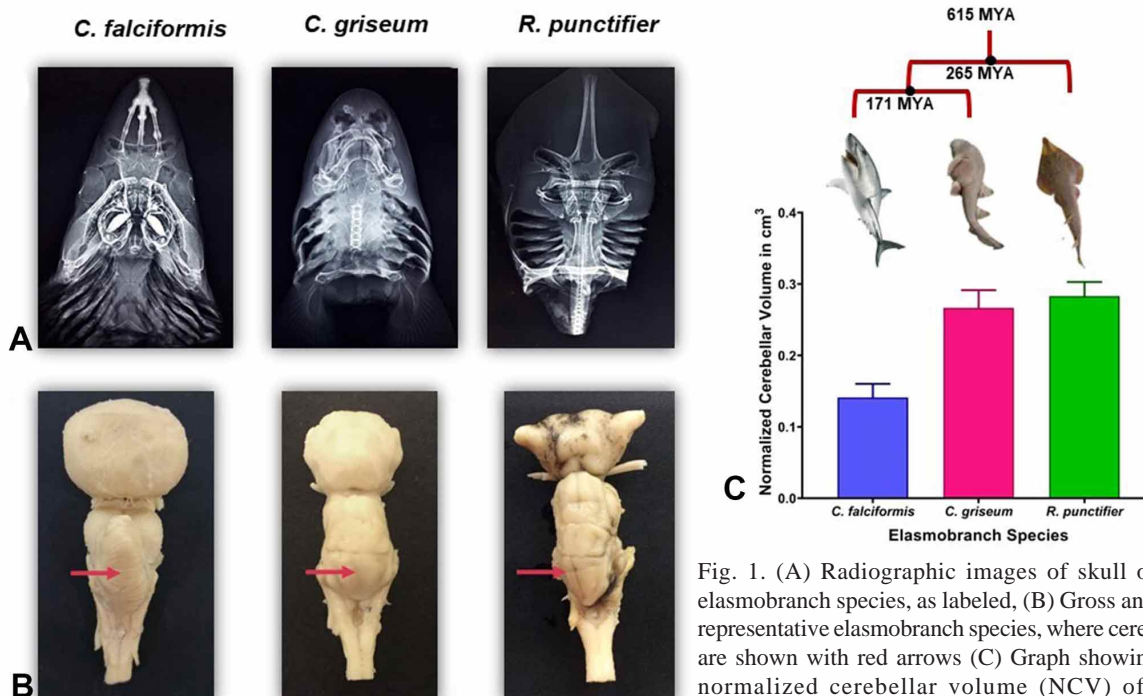 C. falciformis
C. griseum
R. punctifier
A
B
615 MYA
265 MYA
171 MYA
Normalized Cerebellar Volume in cm³
0.4
0.3
0.2
0.1
0.0
C
C. falciformis
C. griseum
R. punctifier
Elasmobranch Species
Fig. 1. (A) Radiographic images of skull o
elasmobranch species, as labeled, (B) Gross an
representative elasmobranch species, where cere
are shown with red arrows (C) Graph showin
normalized cerebellar volume (NCV) of